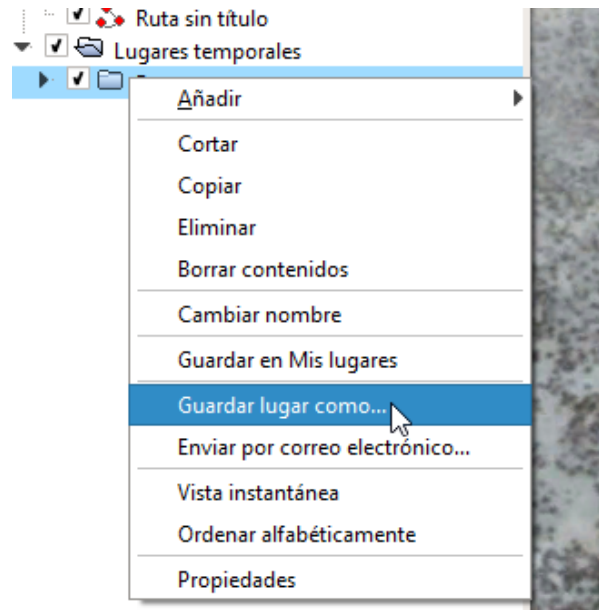 Ruta sin título
Lugares temporales
Añadir
Cortar
Copiar
Eliminar
Borrar contenidos
Cambiar nombre
Guardar en Mis lugares
Guardar lugar como...
Enviar por correo electrónico...
Vista instantánea
Ordenar alfabéticamente
Propiedades